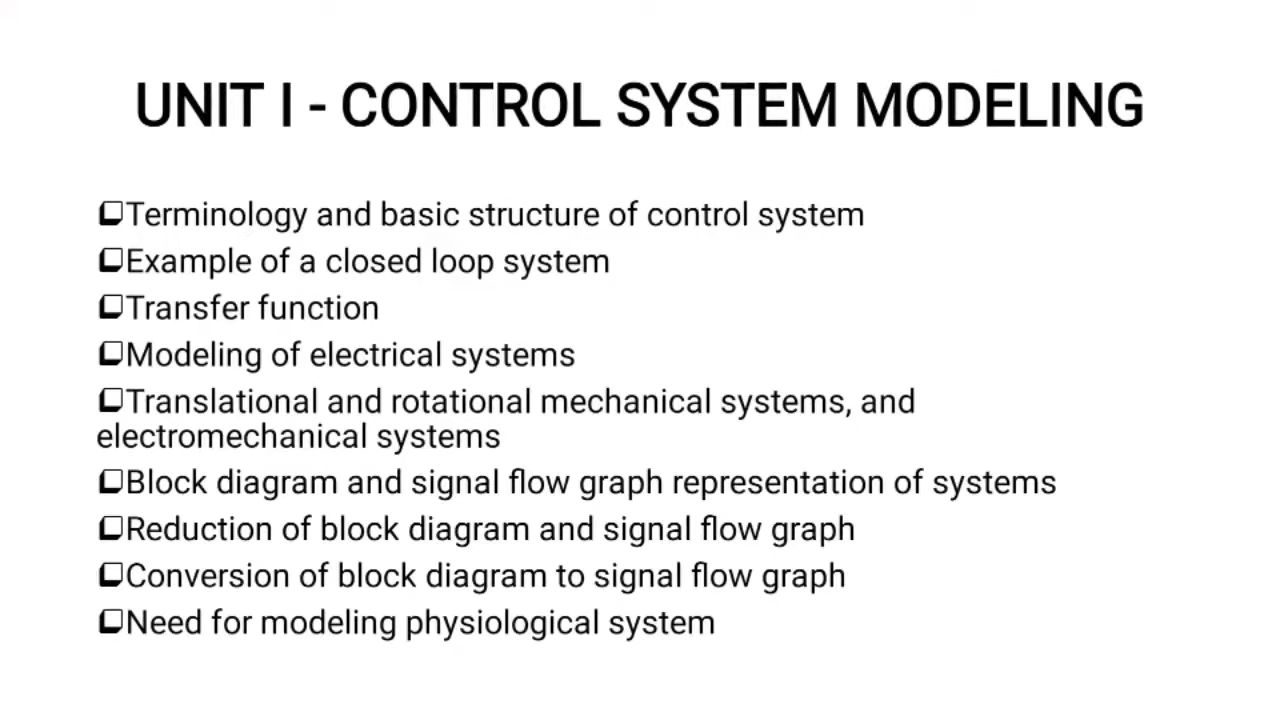 UNIT I - CONTROL SYSTEM MODELING
❑Terminology and basic structure of control system
❑Example of a closed loop system
❑Transfer function
❑Modeling of electrical systems
❑Translational and rotational mechanical systems, and
electromechanical systems
❑Block diagram and signal flow graph representation of systems
❑Reduction of block diagram and signal flow graph
❑Conversion of block diagram to signal flow graph
❑Need for modeling physiological system